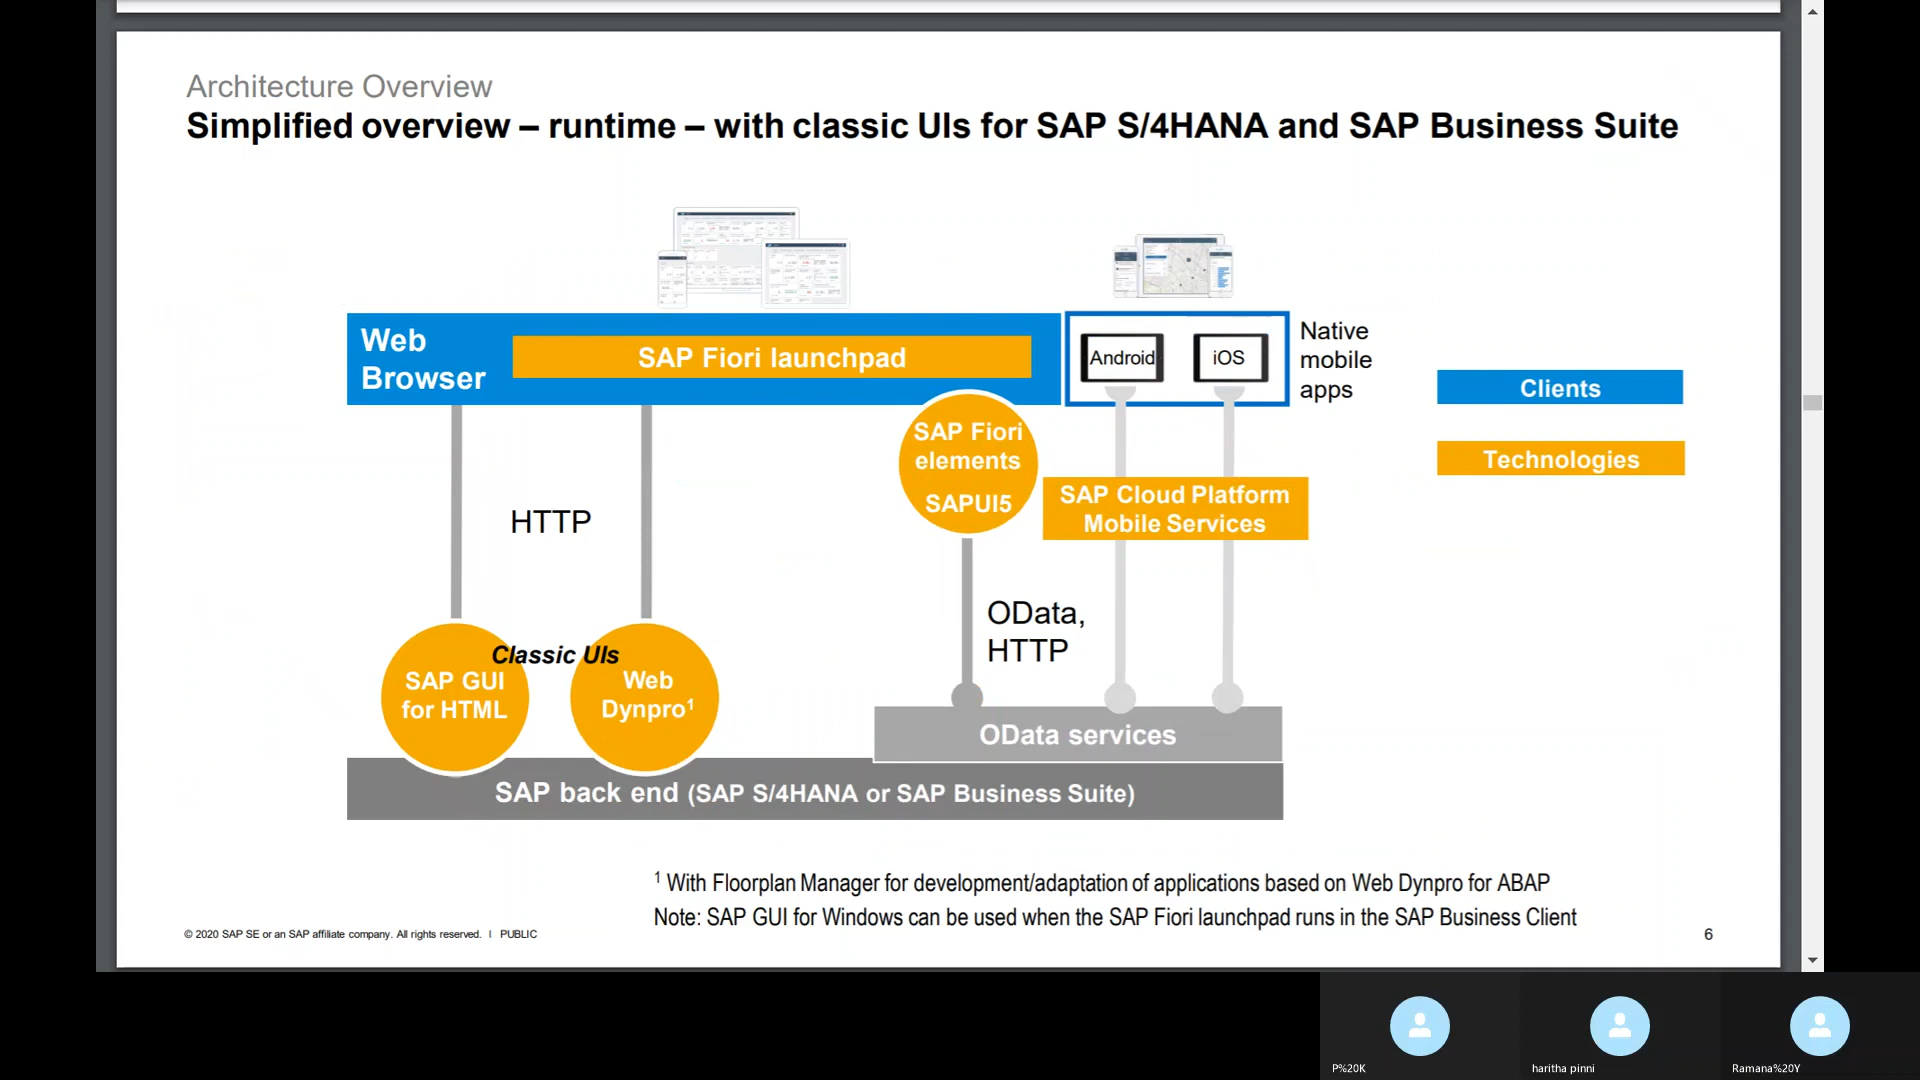 Architecture Overview
Simplified overview – runtime – with classic UIs for SAP S/4HANA and SAP Business Suite
Web
Browser
SAP Fiori launchpad
Android
iOS
Native
mobile
apps
Clients
Technologies
SAP Fiori
elements
SAPUI5
SAP Cloud Platform
Mobile Services
HTTP
OData,
HTTP
Classic UIs
SAP GUI
for HTML
Web
Dynpro¹
OData services
SAP back end (SAP S/4HANA or SAP Business Suite)
¹ With Floorplan Manager for development/adaptation of applications based on Web Dynpro for ABAP
Note: SAP GUI for Windows can be used when the SAP Fiori launchpad runs in the SAP Business Client
© 2020 SAP SE or an SAP affiliate company. All rights reserved. I PUBLIC
6
P%20K
haritha pinni
Ramana%20Y